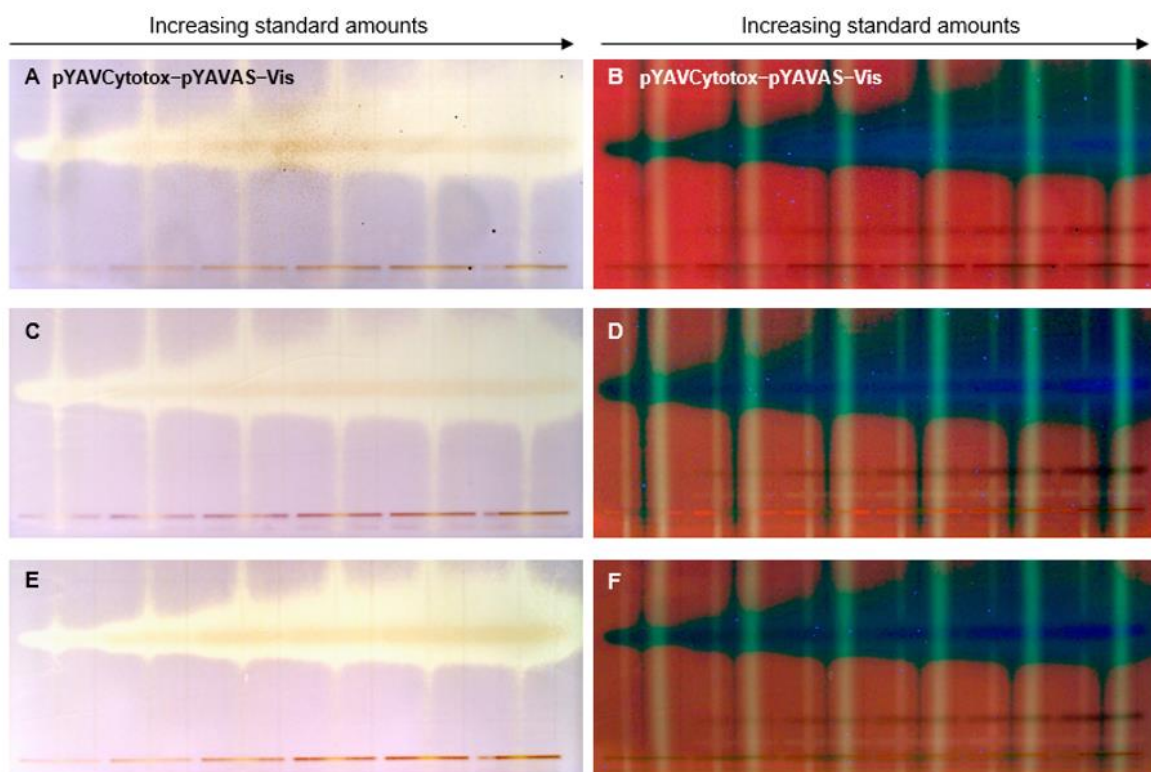 Increasing standard amounts
Increasing standard amounts
A pYAVCytotox–pYAVAS–Vis
B pYAVCytotox–pYAVAS–Vis
C
D
E
F